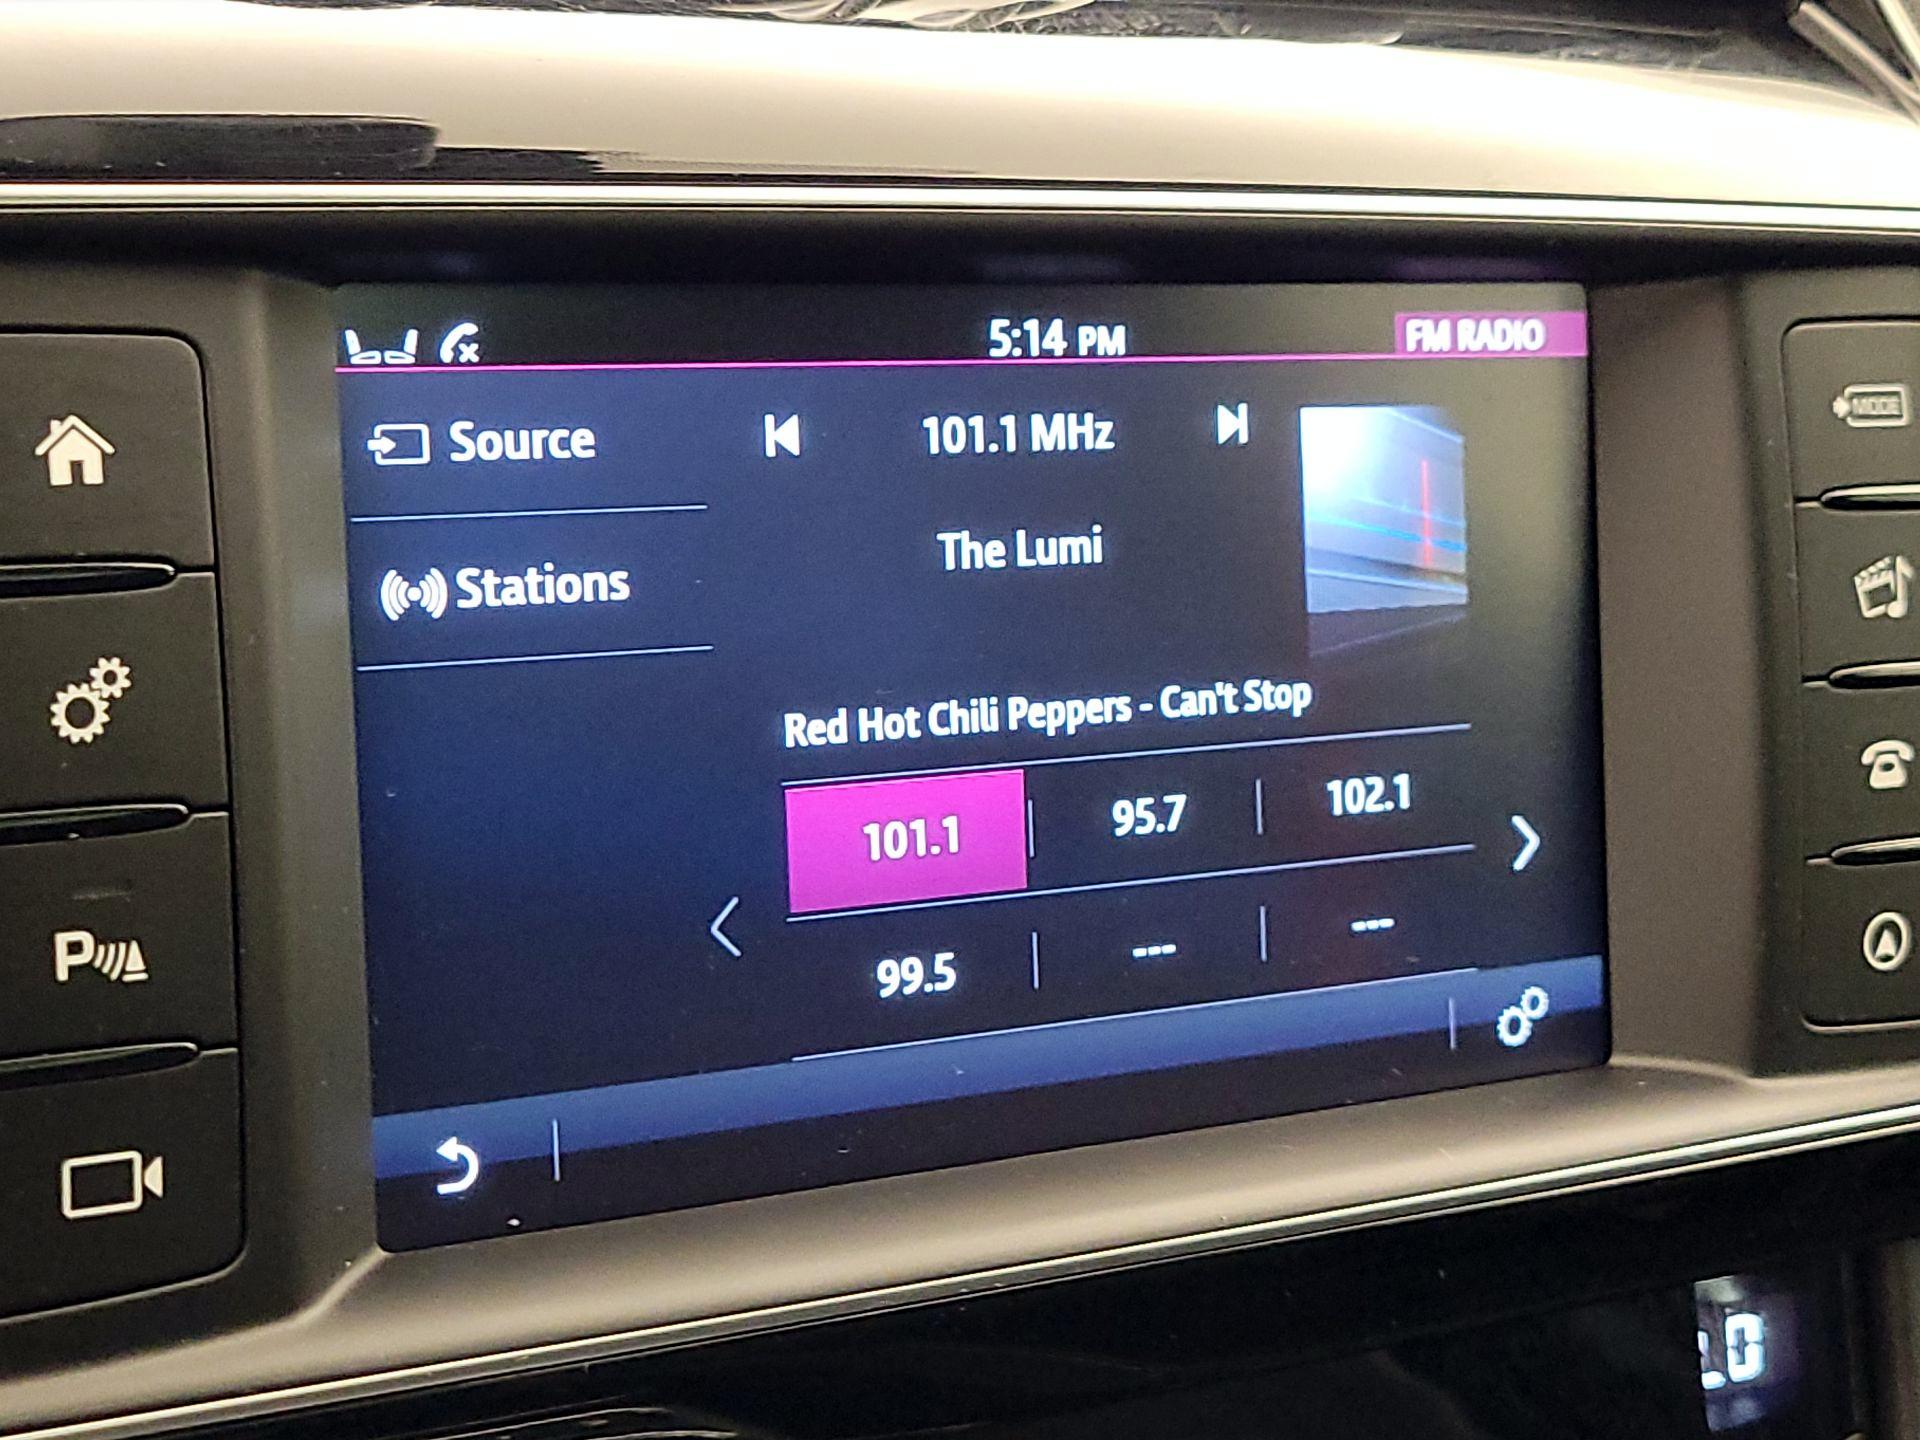 5:14 PM
FM RADIO
Source
101.1 MHz
MODE
Stations
The Lumi
Red Hot Chili Peppers - Can't Stop
101.1
95.7
102.1
99.5
---
---
P